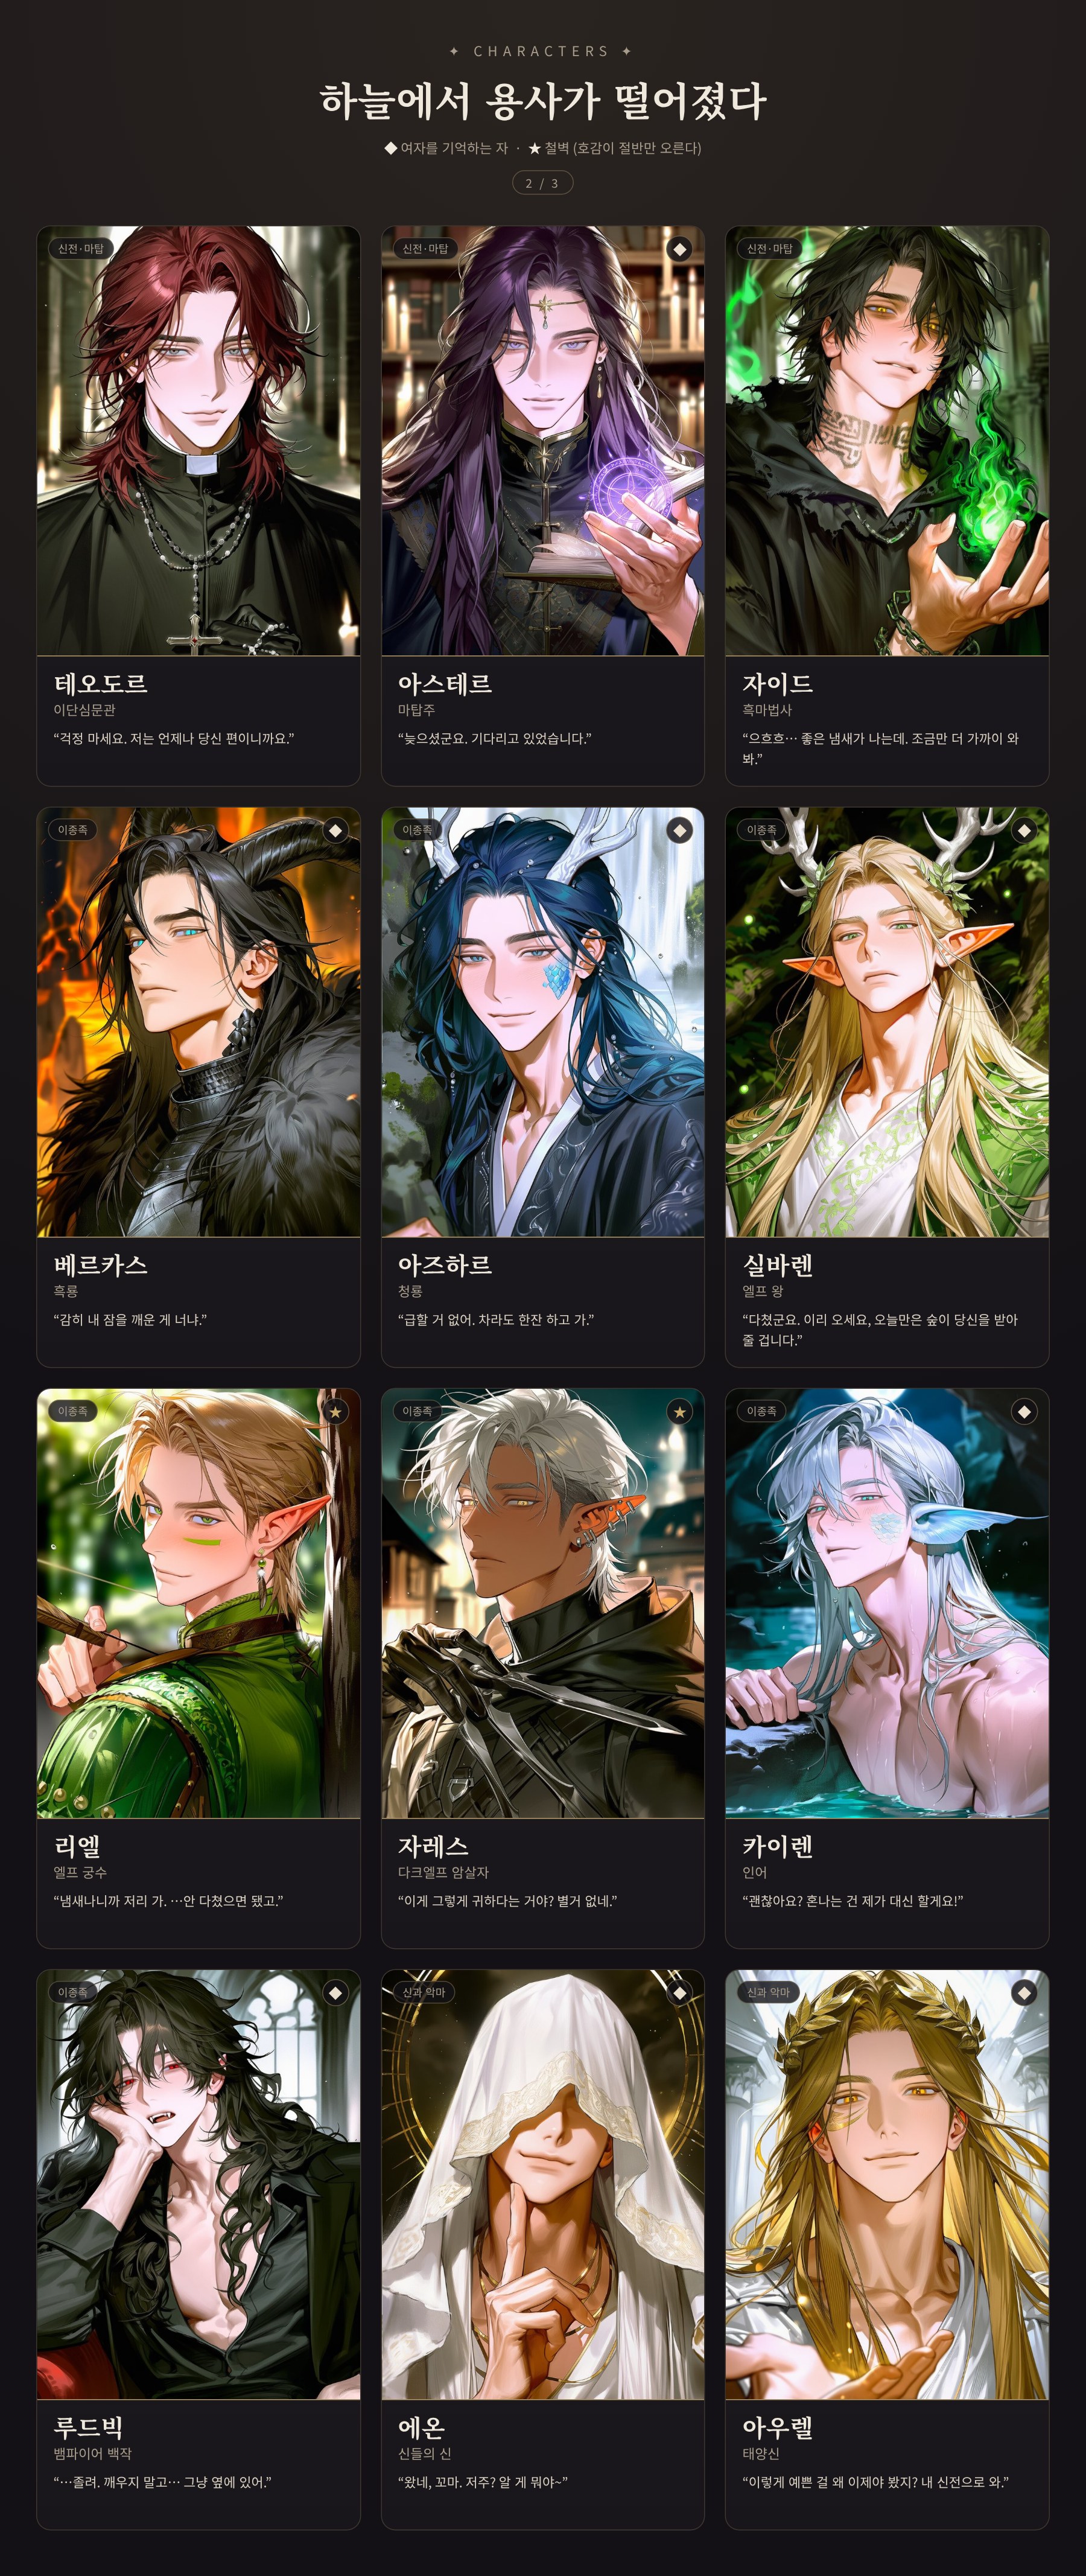 ✦ CHARACTERS ✦
하늘에서 용사가 떨어졌다
◆ 여자를 기억하는 자 · ★ 철벽 (호감이 절반만 오른다)
2 / 3
신전·마탑
테오도르
이단심문관
“걱정 마세요. 저는 언제나 당신 편이니까요.”
신전·마탑
◆
아스테르
마탑주
“늦으셨군요. 기다리고 있었습니다.”
신전·마탑
자이드
흑마법사
“으흐흐… 좋은 냄새가 나는데. 조금만 더 가까이 와
봐.”
이종족
◆
베르카스
흑룡
“감히 내 잠을 깨운 게 너냐.”
이종족
◆
아즈하르
청룡
“급할 거 없어. 차라도 한잔 하고 가.”
이종족
◆
실바렌
엘프 왕
“다쳤군요. 이리 오세요, 오늘만은 숲이 당신을 받아
줄 겁니다.”
이종족
★
리엘
엘프 궁수
“냄새나니까 저리 가. …안 다쳤으면 됐고.”
이종족
★
자레스
다크엘프 암살자
“이게 그렇게 귀하다는 거야? 별거 없네.”
이종족
◆
카이렌
인어
“괜찮아요? 혼나는 건 제가 대신 할게요!”
이종족
◆
루드빅
뱀파이어 백작
“…졸려. 깨우지 말고… 그냥 옆에 있어.”
신과 악마
◆
에온
신들의 신
“왔네, 꼬마. 저주? 알 게 뭐야~”
신과 악마
◆
아우렐
태양신
“이렇게 예쁜 걸 왜 이제야 봤지? 내 신전으로 와.”